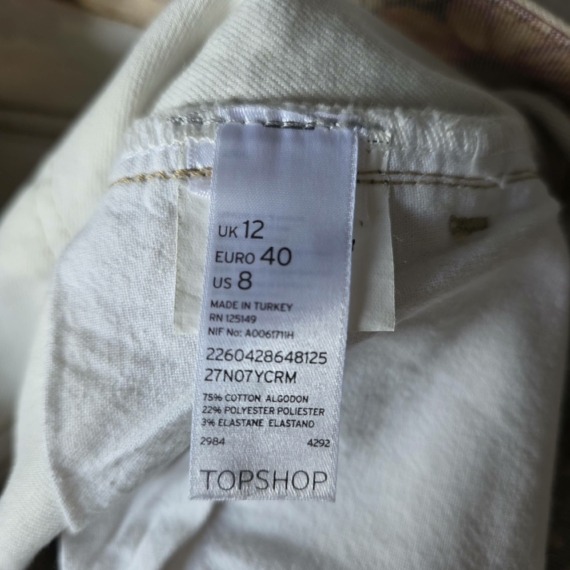 UK 12
EURO 40
US 8
MADE IN TURKEY
RN 125149
NIF No: A0061711H
2260428648125
27N07YCRM
75% COTTON ALGODON
22% POLYESTER POLIESTER
3% ELASTANE ELASTANO
2984 4292
TOPSHOP